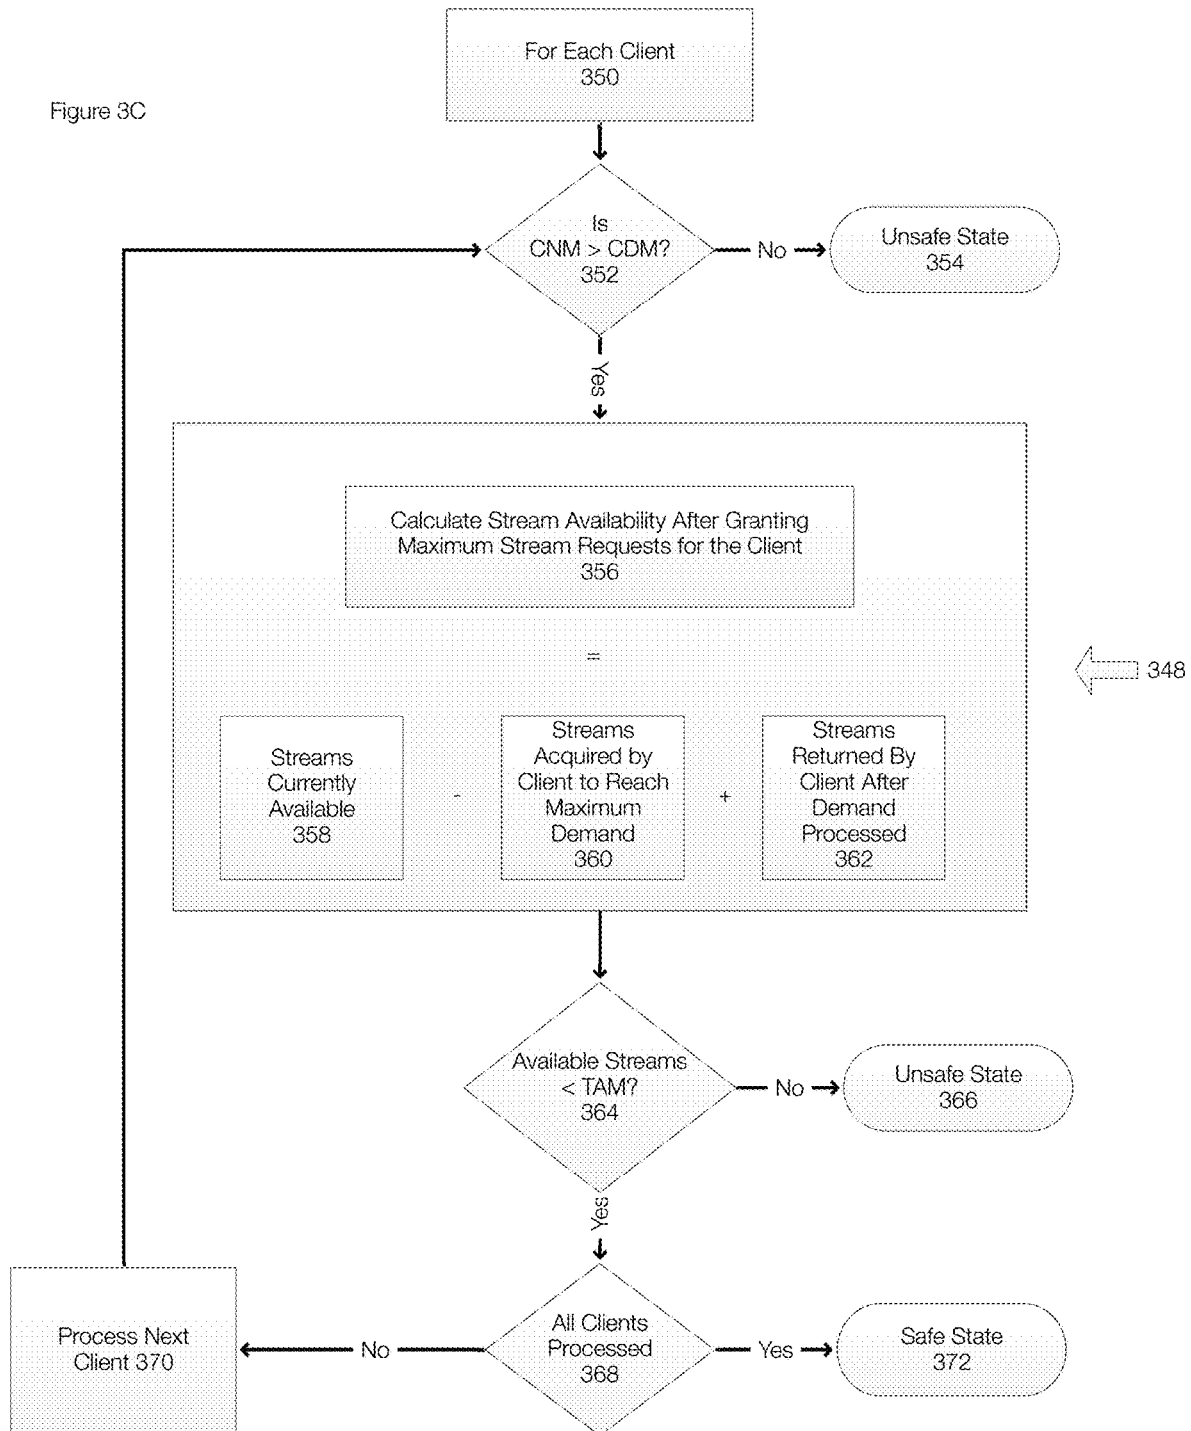 For Each Client
350
Figure 3C
Is
CNM > CDM?
352
No
Unsafe State
354
Yes
Calculate Stream Availability After Granting
Maximum Stream Requests for the Client
356
=
348
Streams
Currently
Available
358
-
Streams
Acquired by
Client to Reach
Maximum
Demand
360
+
Streams
Returned By
Client After
Demand
Processed
362
Available Streams
< TAM?
364
No
Unsafe State
366
Yes
Process Next
Client 370
No
All Clients
Processed
368
Yes
Safe State
372